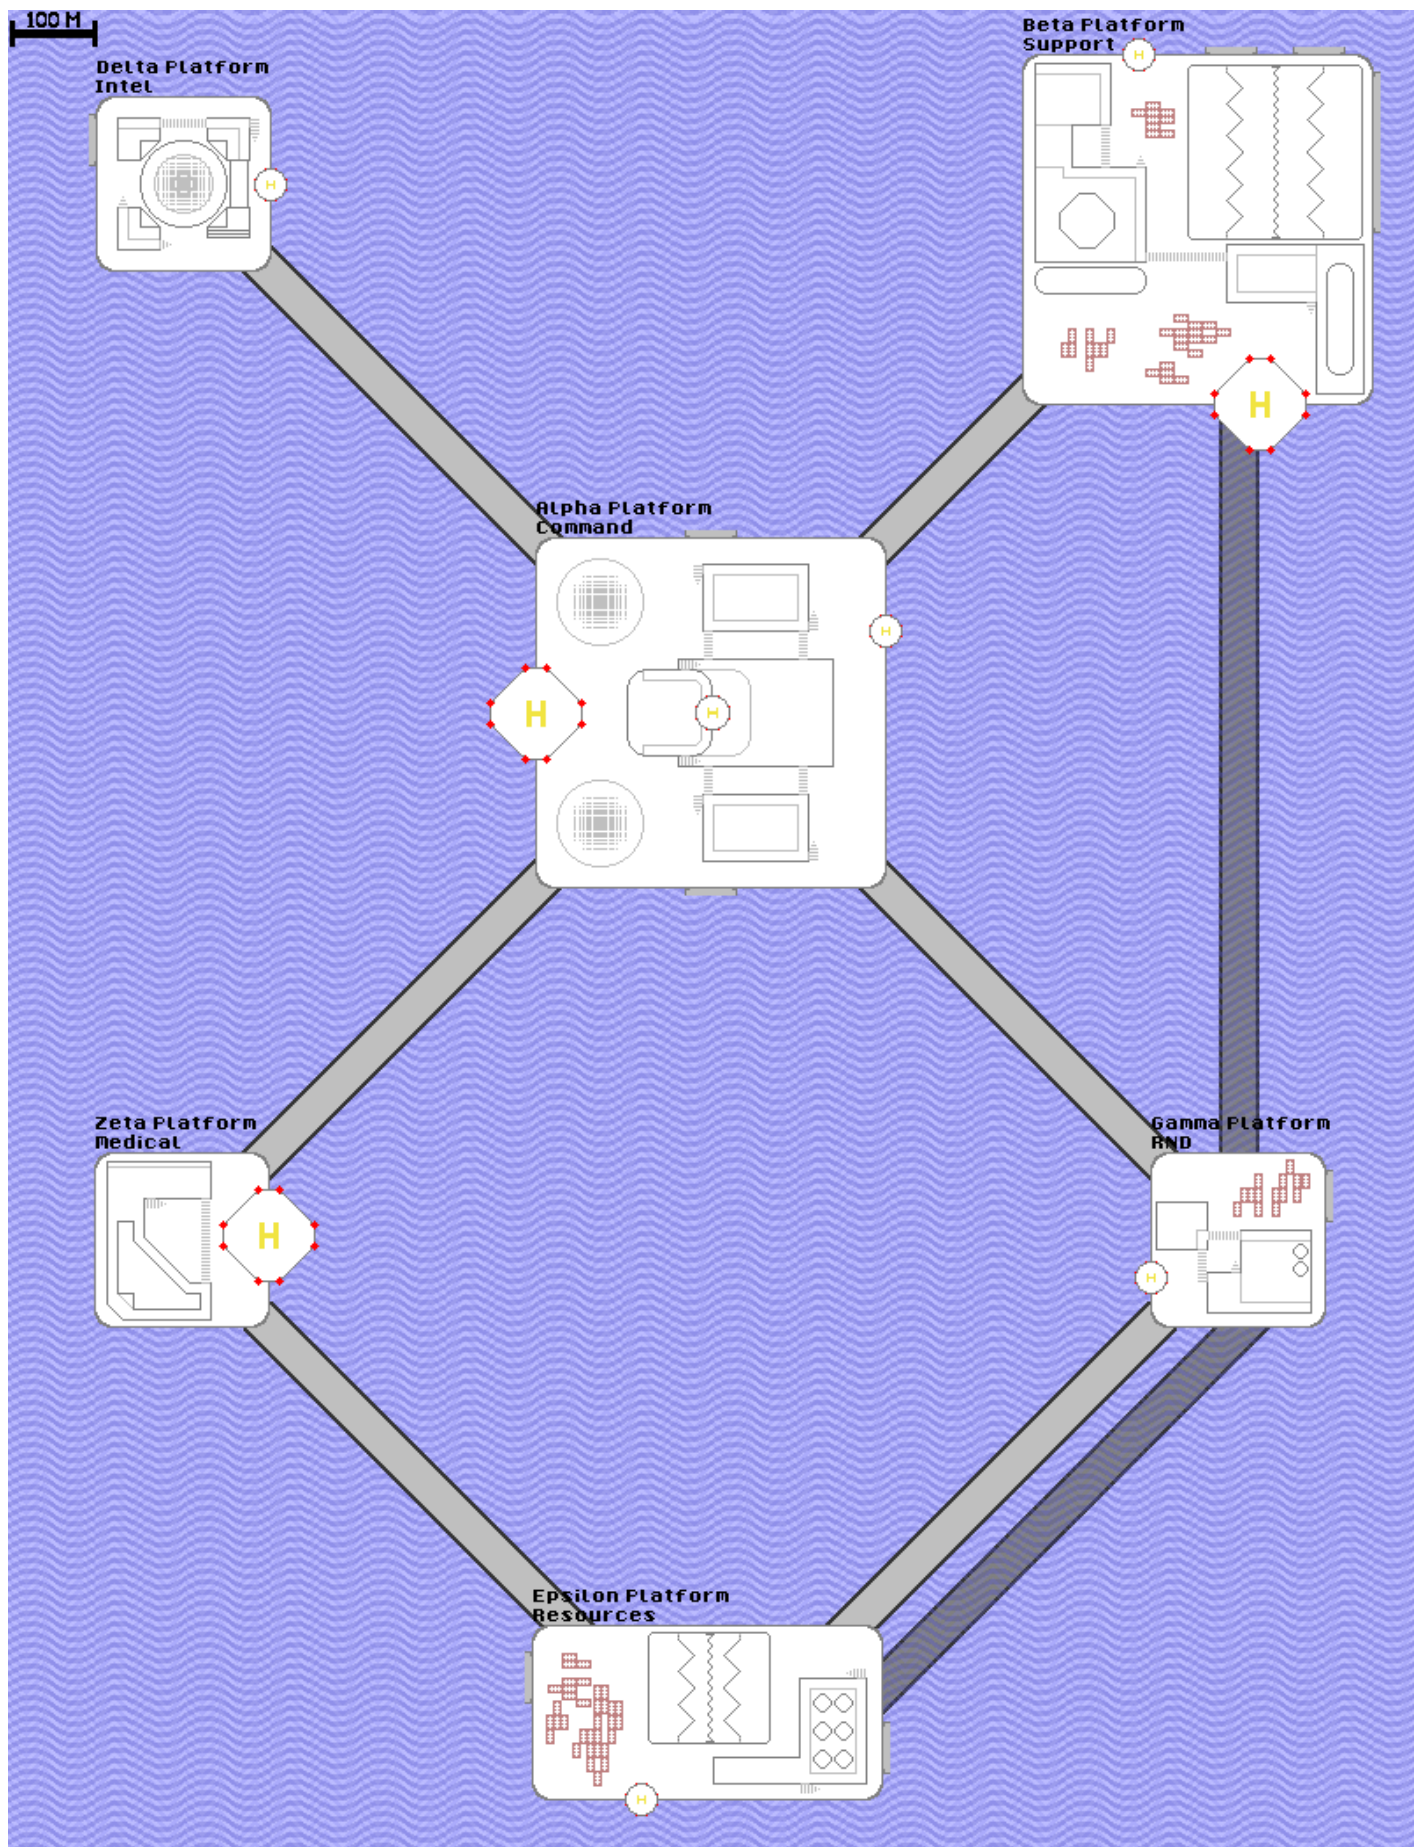 100 M
Beta Platform
Support
H
Delta Platform
Intel
H
H
Alpha Platform
Command
H
H
H
Zeta Platform
Medical
Gamma Platform
RND
H
H
Epsilon Platform
Resources
H